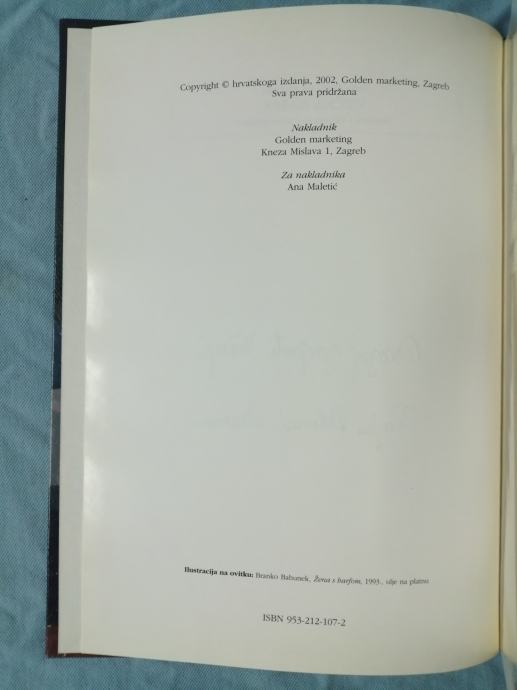 Copyright © hrvatskoga izdanja, 2002, Golden marketing, Zagreb
Sva prava pridržana
Nakladnik
Golden marketing
Kneza Mislava 1, Zagreb
Za nakladnika
Ana Maletić
Ilustracija na ovitku: Branko Bahunek, Žena s harfom, 1993., ulje na platnu
ISBN 953-212-107-2